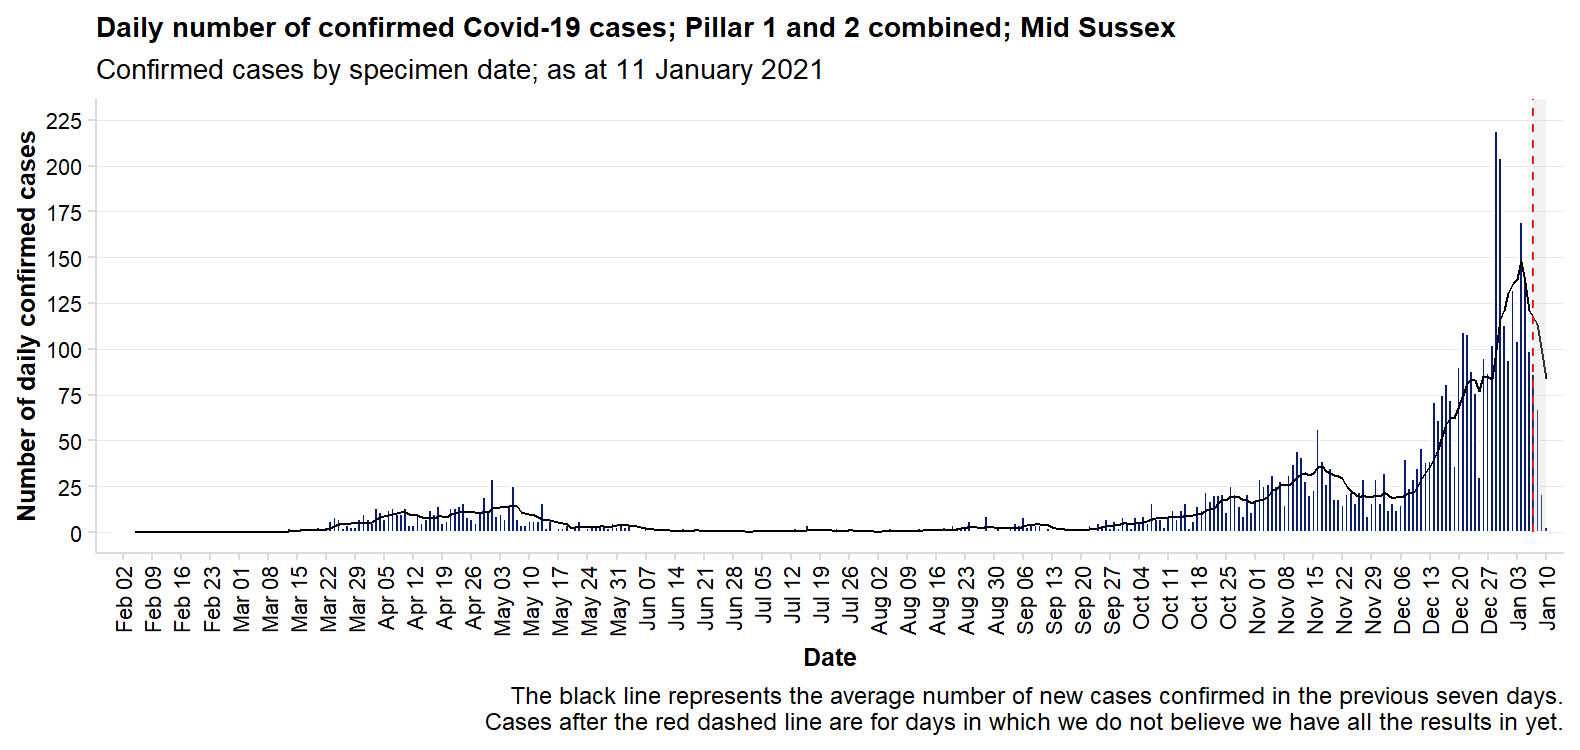 Daily number of confirmed Covid-19 cases; Pillar 1 and 2 combined; Mid Sussex
Confirmed cases by specimen date; as at 11 January 2021
Number of daily confirmed cases
225
200
175
150
125
100
75
50
25
0
Feb 02
Feb 09
Feb 16
Feb 23
Mar 01
Mar 08
Mar 15
Mar 22
Mar 29
Apr 05
Apr 12
Apr 19
Apr 26
May 03
May 10
May 17
May 24
May 31
Jun 07
Jun 14
Jun 21
Jun 28
Jul 05
Jul 12
Jul 19
Jul 26
Aug 02
Aug 09
Aug 16
Aug 23
Aug 30
Sep 06
Sep 13
Sep 20
Sep 27
Oct 04
Oct 11
Oct 18
Oct 25
Nov 01
Nov 08
Nov 15
Nov 22
Nov 29
Dec 06
Dec 13
Dec 20
Dec 27
Jan 03
Jan 10
Date
The black line represents the average number of new cases confirmed in the previous seven days.
Cases after the red dashed line are for days in which we do not believe we have all the results in yet.